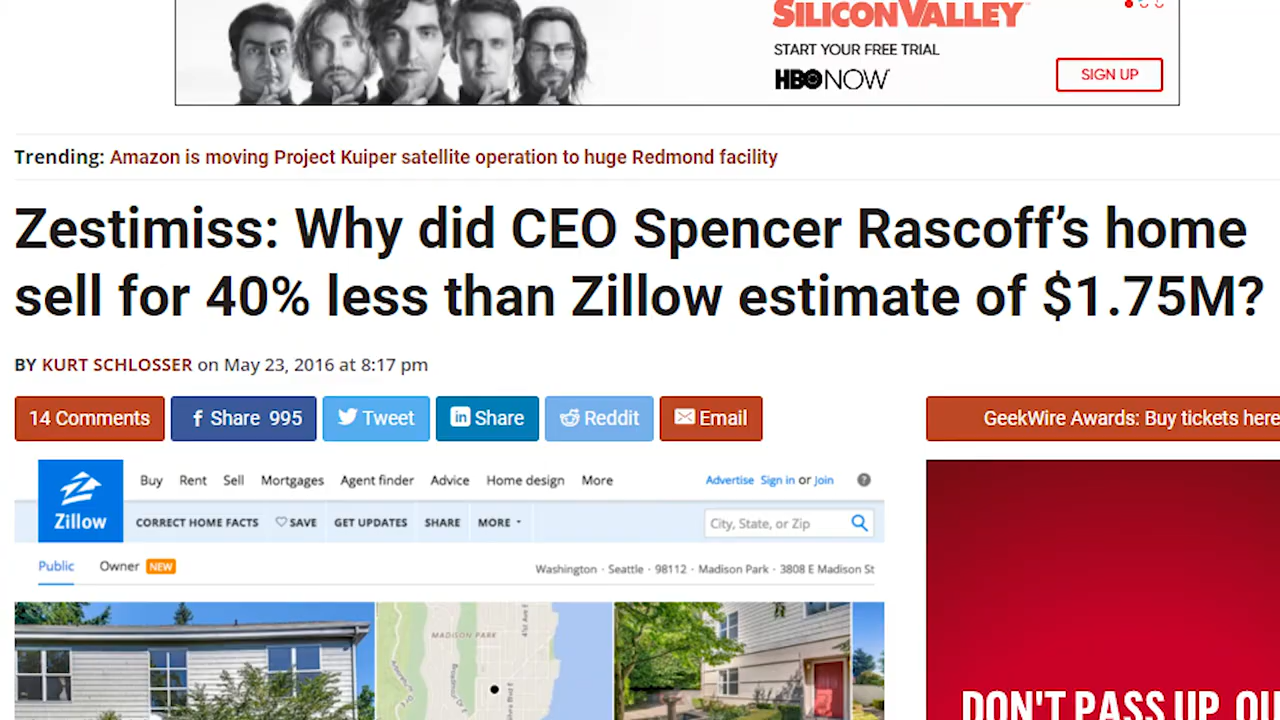 SILICON VALLEY
START YOUR FREE TRIAL
HBO NOW
SIGN UP
Trending: Amazon is moving Project Kuiper satellite operation to huge Redmond facility
Zestimiss: Why did CEO Spencer Rascoff’s home
sell for 40% less than Zillow estimate of $1.75M?
BY KURT SCHLOSSER on May 23, 2016 at 8:17 pm
14 Comments
Share 995
Tweet
Share
Reddit
Email
GeekWire Awards: Buy tickets here
Zillow
Buy Rent Sell Mortgages Agent finder Advice Home design More
Advertise Sign in or Join
?
CORRECT HOME FACTS SAVE GET UPDATES SHARE MORE
City, State, or Zip
Public Owner NEW
Washington · Seattle · 98112 · Madison Park · 3808 E Madison St
MADISON PARK
41st Ave E
DON'T PASS UP